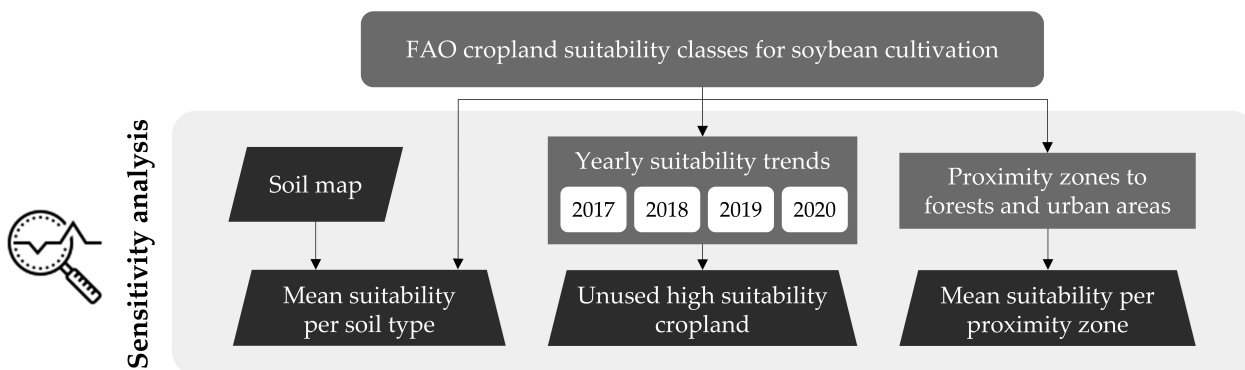 FAO cropland suitability classes for soybean cultivation
Sensitivity analysis
Soil map
Mean suitability
per soil type
Yearly suitability trends
2017 2018 2019 2020
Unused high suitability
cropland
Proximity zones to
forests and urban areas
Mean suitability per
proximity zone